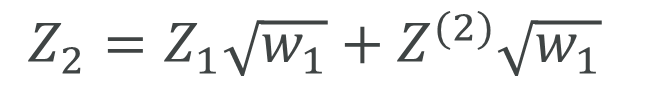 Z₂ = Z₁√w₁ + Z⁽²⁾√w₁